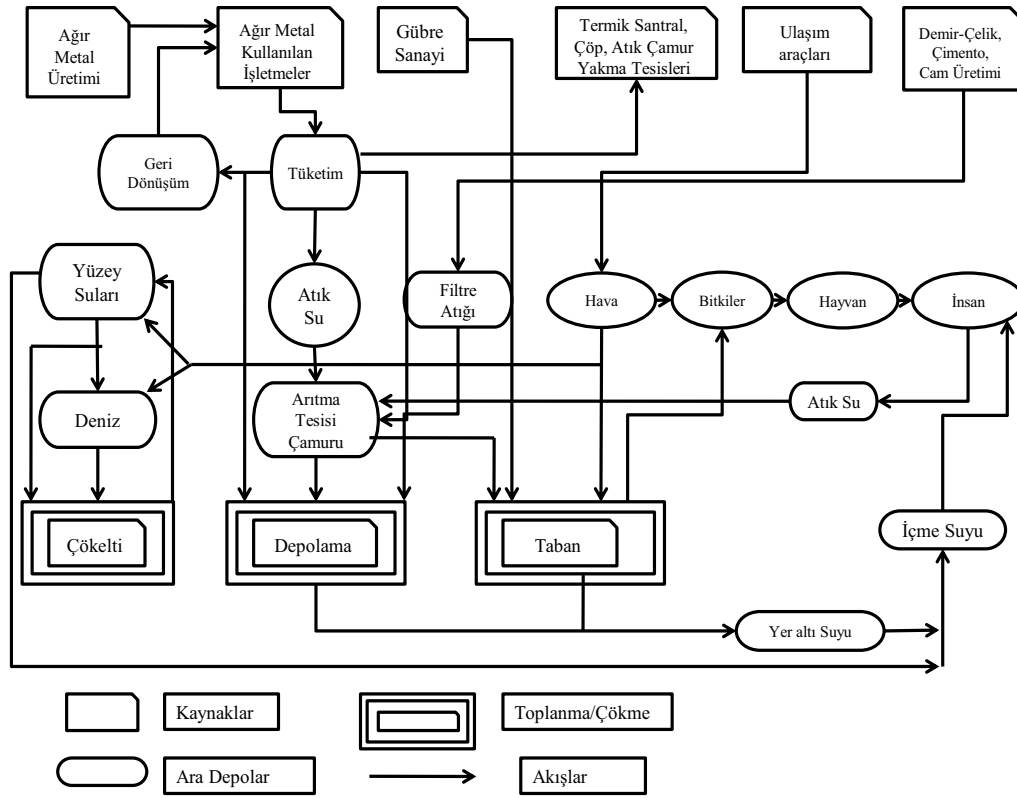 Ağır
Metal
Üretimi
Ağır Metal
Kullanılan
İşletmeler
Gübre
Sanayi
Termik Santral,
Çöp, Atık Çamur
Yakma Tesisleri
Ulaşım
araçları
Demir-Çelik,
Çimento,
Cam Üretimi
Geri
Dönüşüm
Tüketim
Yüzey
Suları
Atık
Su
Filtre
Atığı
Hava
Bitkiler
Hayvan
İnsan
Deniz
Arıtma
Tesisi
Çamuru
Atık Su
Çökelti
Depolama
Taban
İçme Suyu
Yer altı Suyu
Kaynaklar
Toplanma/Çökme
Ara Depolar
Akışlar